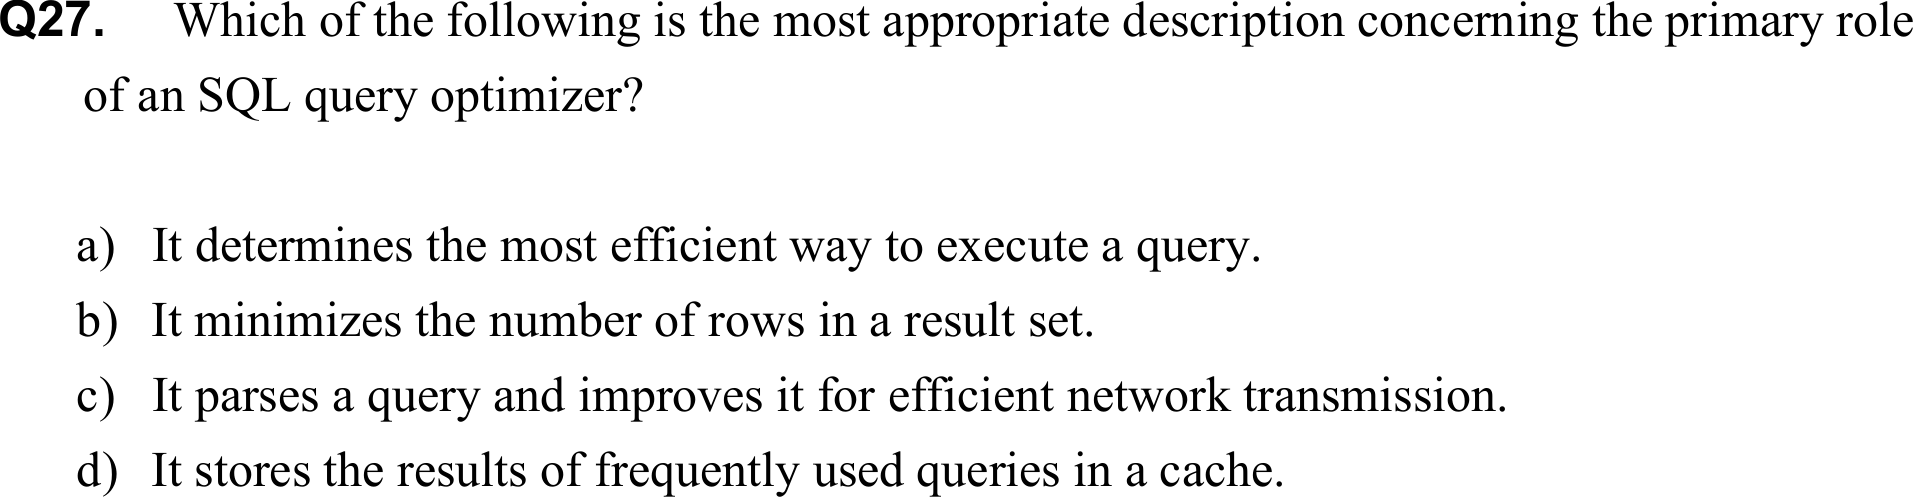 Q27. Which of the following is the most appropriate description concerning the primary role
of an SQL query optimizer?
a) It determines the most efficient way to execute a query.
b) It minimizes the number of rows in a result set.
c) It parses a query and improves it for efficient network transmission.
d) It stores the results of frequently used queries in a cache.